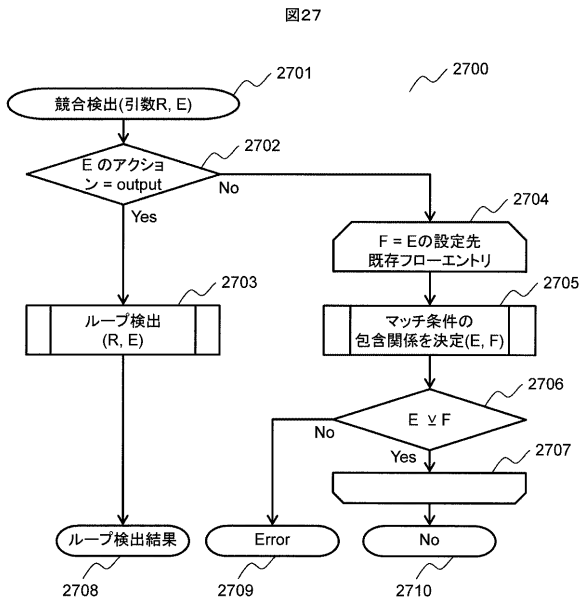 図27
2701
2700
競合検出(引数R, E)
2702
E のアクショ
ン = output
No
Yes
2704
F = Eの設定先
既存フローエントリ
2703
2705
ループ検出
(R, E)
マッチ条件の
包含関係を決定(E, F)
2706
E ⊻ F
No
Yes
2707
ループ検出結果
Error
No
2708
2709
2710